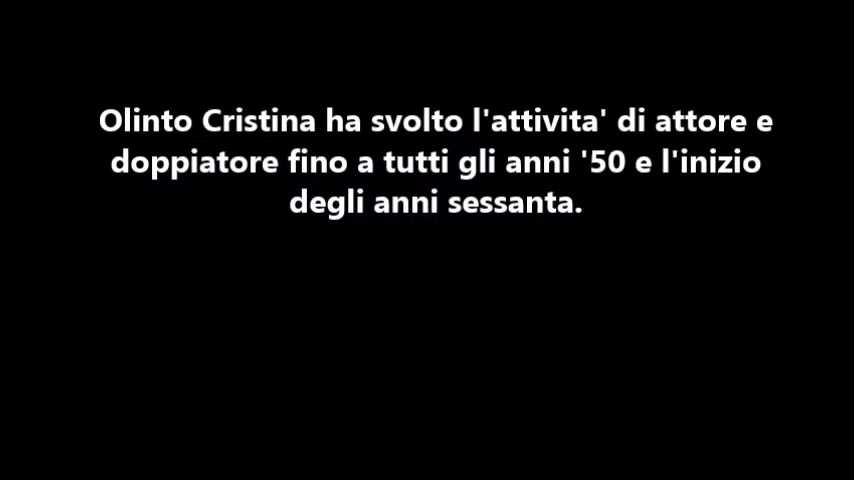 Olinto Cristina ha svolto l'attivita' di attore e
doppiatore fino a tutti gli anni '50 e l'inizio
degli anni sessanta.